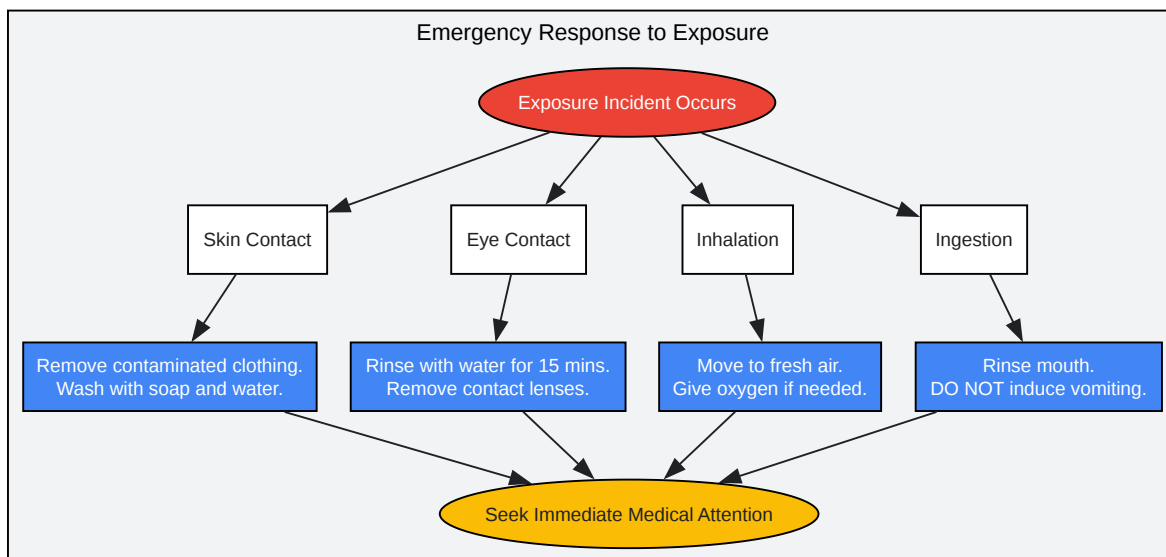 Emergency Response to Exposure
Exposure Incident Occurs
Skin Contact
Eye Contact
Inhalation
Ingestion
Remove contaminated clothing.
Wash with soap and water.
Rinse with water for 15 mins.
Remove contact lenses.
Move to fresh air.
Give oxygen if needed.
Rinse mouth.
DO NOT induce vomiting.
Seek Immediate Medical Attention